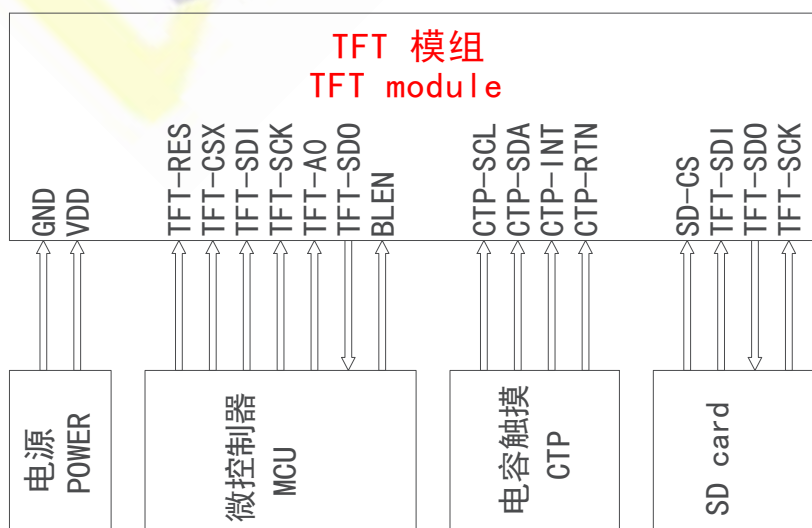 TFT 模组
TFT module
GND
VDD
TFT-RES
TFT-CSX
TFT-SDI
TFT-SCK
TFT-AO
TFT-SDO
BLEN
CTP-SCL
CTP-SDA
CTP-INT
CTP-RTN
SD-CS
TFT-SDI
TFT-SDO
TFT-SCK
电源
POWER
微控制器
MCU
电容触摸
CTP
SD card